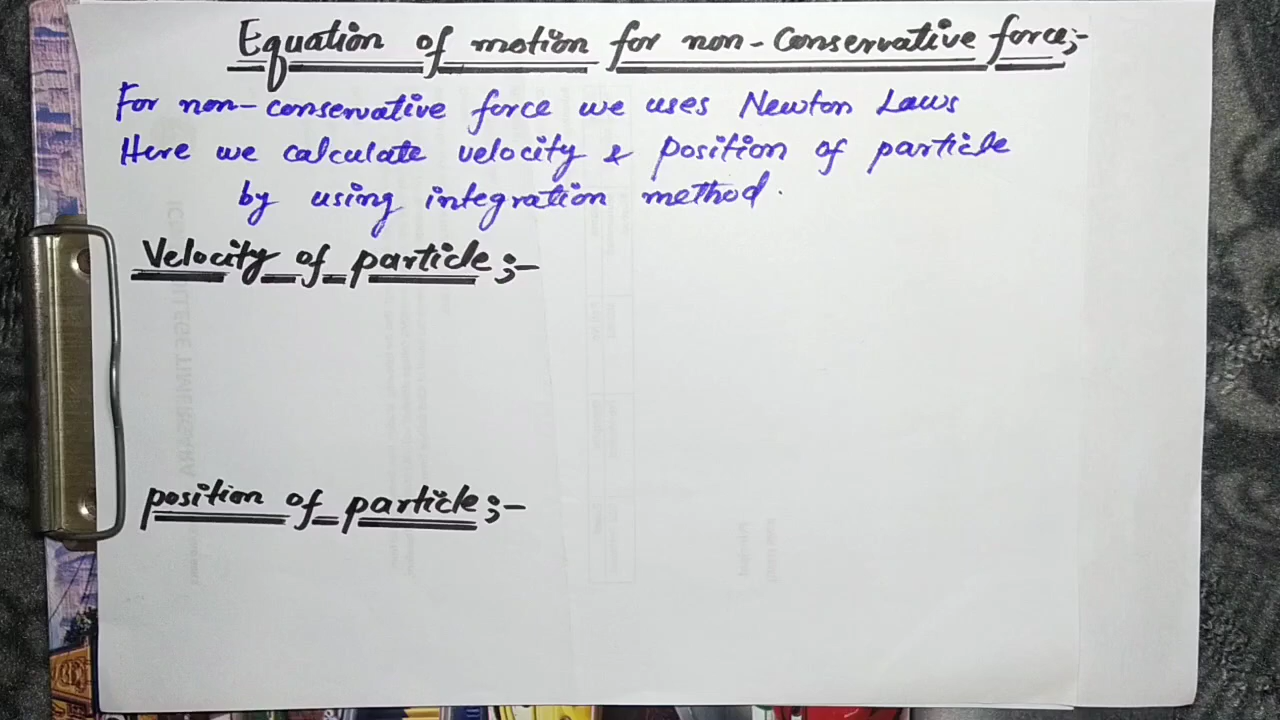 Equation of motion for non-Conservative force;-
For non-conservative force we uses Newton Laws
Here we calculate velocity & position of particle
by using integration method.
Velocity of particle;-
position of particle;-